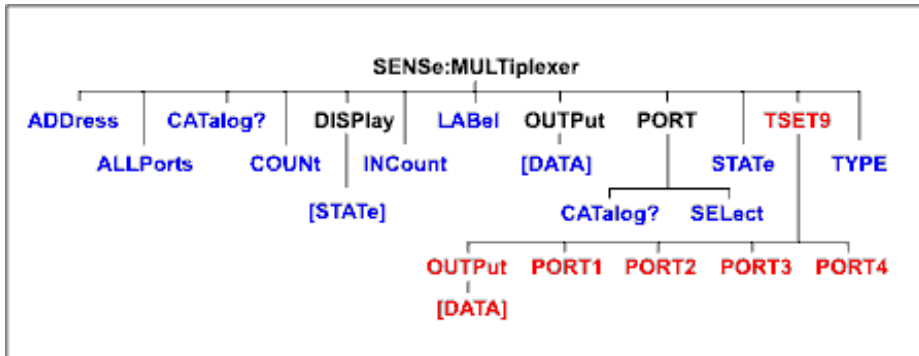 SENSe:MULTiplexer
ADDress CATalog? DISPlay LABel OUTPut PORT TSET9
ALLPorts COUNt INCount [DATA] STATe TYPE
[STATe] CATalog? SELect
OUTPut PORT1 PORT2 PORT3 PORT4
[DATA]